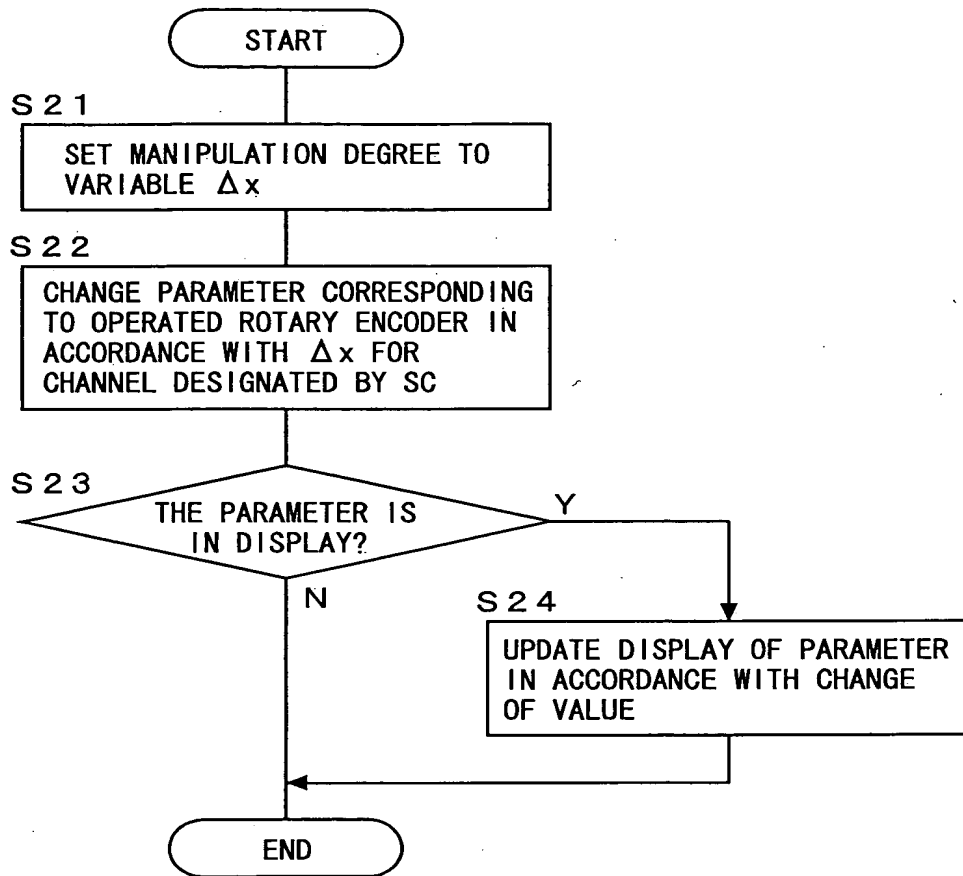 START
S21
SET MANIPULATION DEGREE TO
VARIABLE Δx
S22
CHANGE PARAMETER CORRESPONDING
TO OPERATED ROTARY ENCODER IN
ACCORDANCE WITH Δx FOR
CHANNEL DESIGNATED BY SC
S23
THE PARAMETER IS
IN DISPLAY?
Y
N
S24
UPDATE DISPLAY OF PARAMETER
IN ACCORDANCE WITH CHANGE
OF VALUE
END